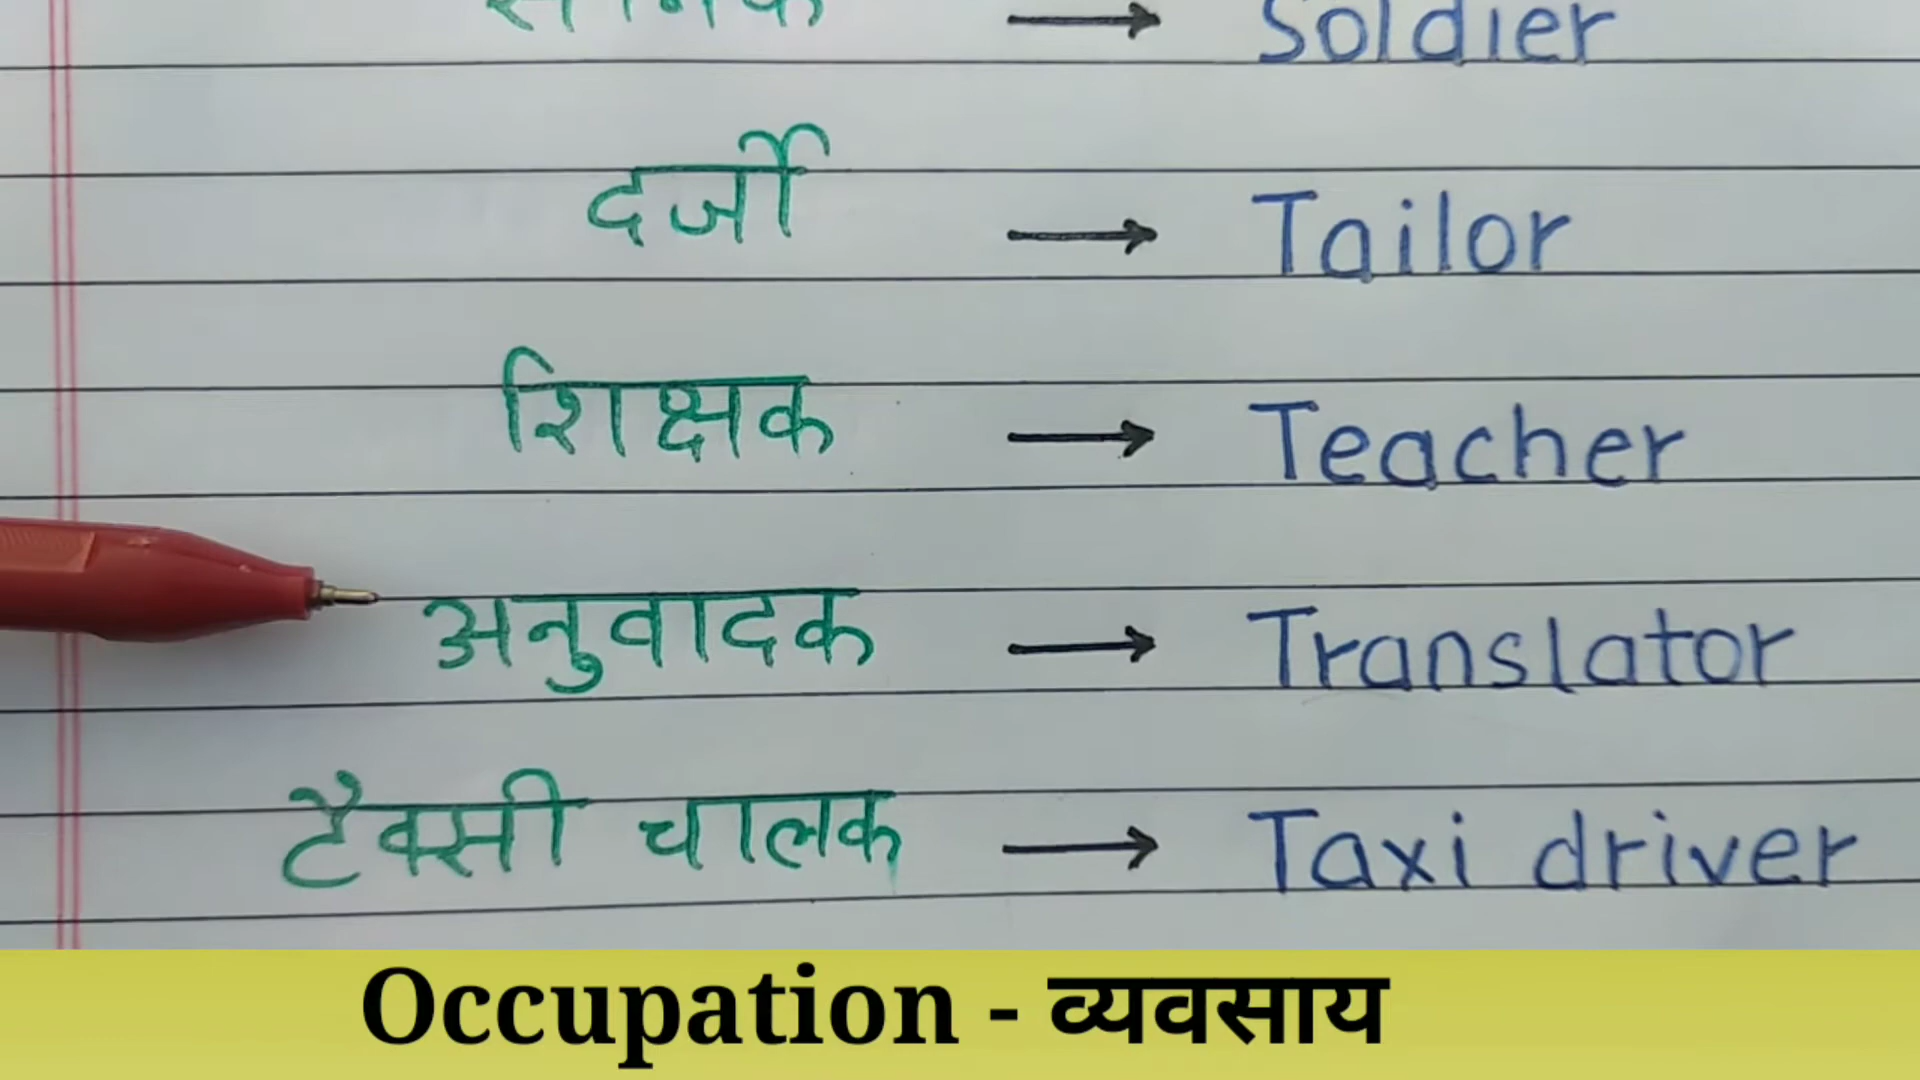 सैनिक → Soldier
दर्जी → Tailor
शिक्षक → Teacher
अनुवादक → Translator
टैक्सी चालक → Taxi driver
Occupation - व्यवसाय